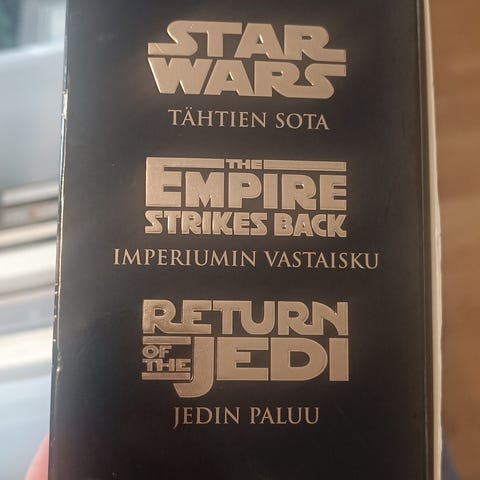 STAR
WARS
TÄHTIEN SOTA
THE
EMPIRE
STRIKES BACK
IMPERIUMIN VASTAISKU
RETURN
OF THE JEDI
JEDIN PALUU